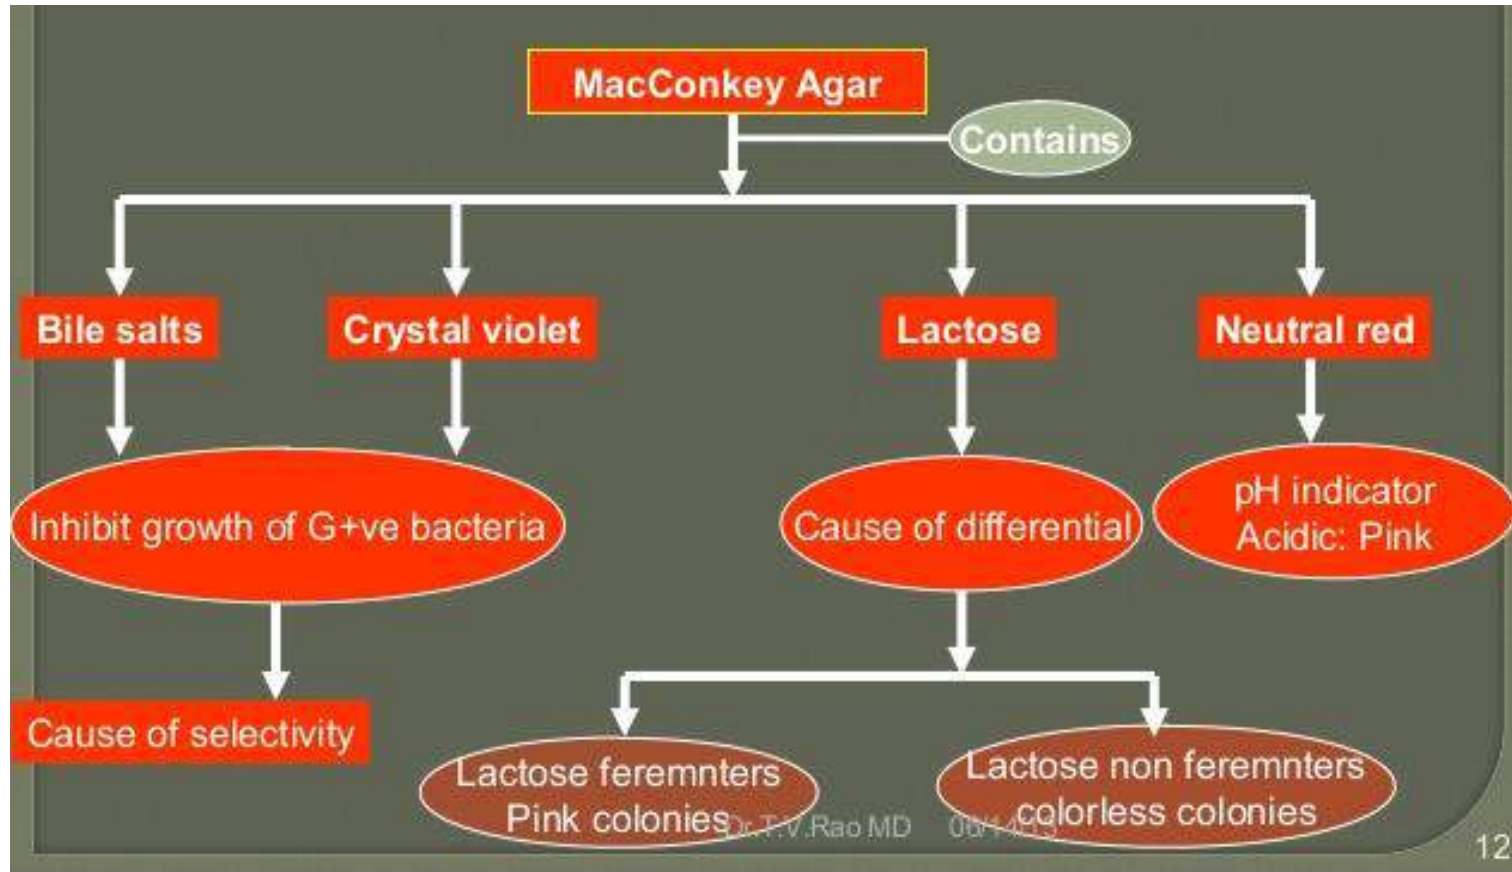 MacConkey Agar
Contains
Bile salts
Crystal violet
Lactose
Neutral red
Inhibit growth of G+ve bacteria
Cause of differential
pH indicator
Acidic: Pink
Cause of selectivity
Lactose feremnters
Pink colonies
Lactose non feremnters
colorless colonies
Dr.T.V.Rao MD
12